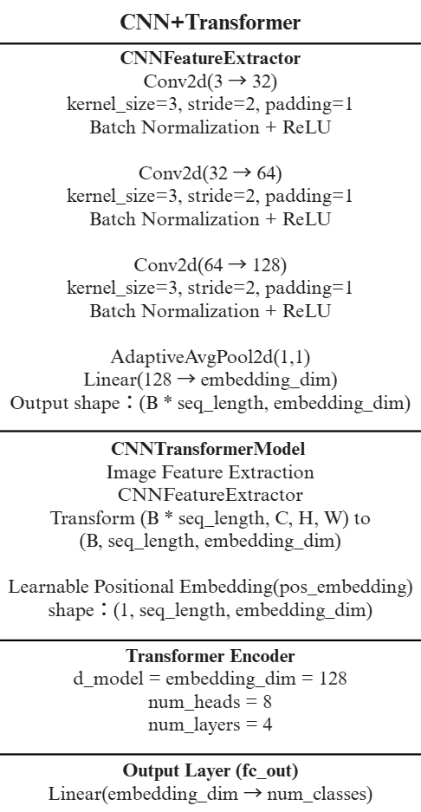 CNN+Transformer
CNNFeatureExtractor
Conv2d(3 → 32)
kernel_size=3, stride=2, padding=1
Batch Normalization + ReLU
Conv2d(32 → 64)
kernel_size=3, stride=2, padding=1
Batch Normalization + ReLU
Conv2d(64 → 128)
kernel_size=3, stride=2, padding=1
Batch Normalization + ReLU
AdaptiveAvgPool2d(1,1)
Linear(128 → embedding_dim)
Output shape：(B * seq_length, embedding_dim)
CNNTransformerModel
Image Feature Extraction
CNNFeatureExtractor
Transform (B * seq_length, C, H, W) to
(B, seq_length, embedding_dim)
Learnable Positional Embedding(pos_embedding)
shape：(1, seq_length, embedding_dim)
Transformer Encoder
d_model = embedding_dim = 128
num_heads = 8
num_layers = 4
Output Layer (fc_out)
Linear(embedding_dim → num_classes)